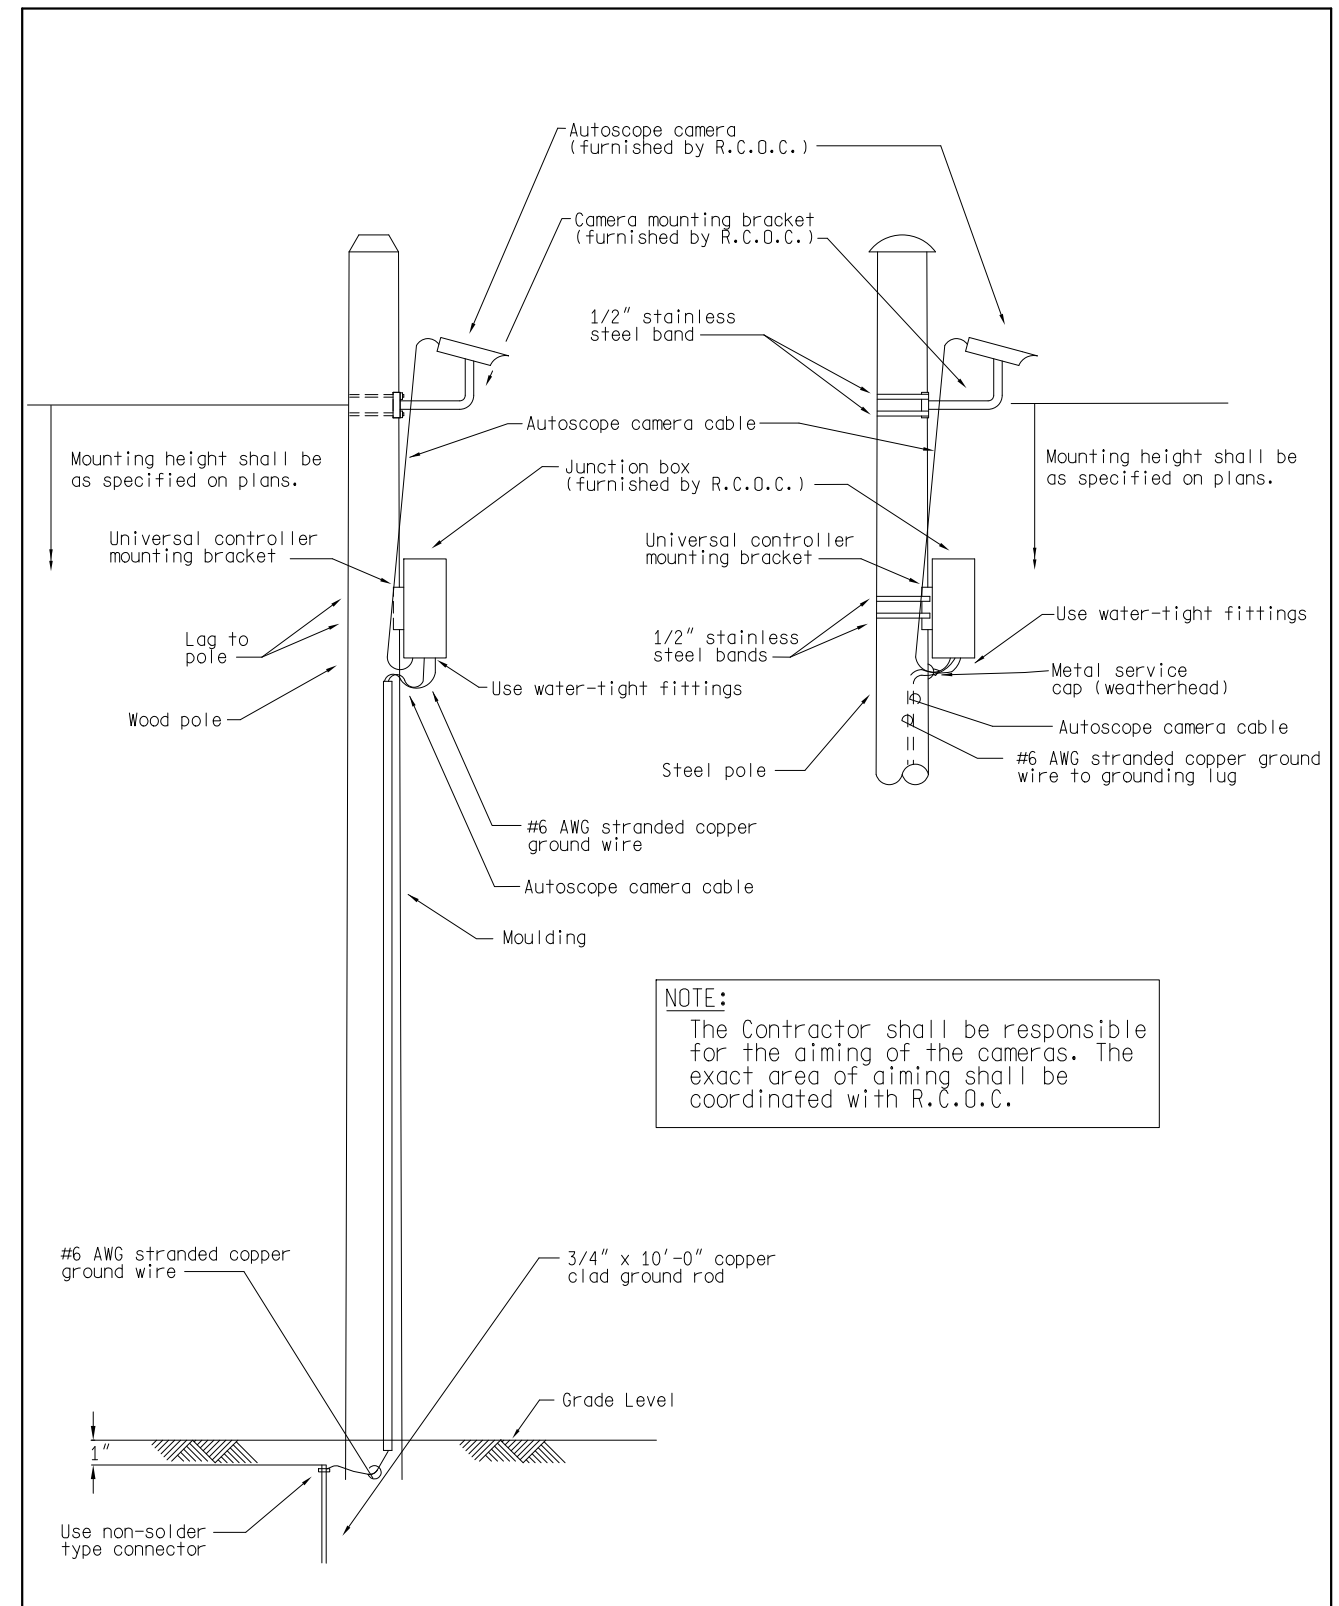 Autoscope camera
(furnished by R.C.O.C.)
Camera mounting bracket
(furnished by R.C.O.C.)
1/2" stainless
steel band
Autoscope camera cable
Mounting height shall be
as specified on plans.
Junction box
(furnished by R.C.O.C.)
Mounting height shall be
as specified on plans.
Universal controller
mounting bracket
Universal controller
mounting bracket
Lag to
pole
1/2" stainless
steel bands
Use water-tight fittings
Use water-tight fittings
Metal service
cap (weatherhead)
Wood pole
Autoscope camera cable
Steel pole
#6 AWG stranded copper ground
wire to grounding lug
#6 AWG stranded copper
ground wire
Autoscope camera cable
Moulding
NOTE:
The Contractor shall be responsible
for the aiming of the cameras. The
exact area of aiming shall be
coordinated with R.C.O.C.
#6 AWG stranded copper
ground wire
3/4" x 10'-0" copper
clad ground rod
Grade Level
1"
Use non-solder
type connector